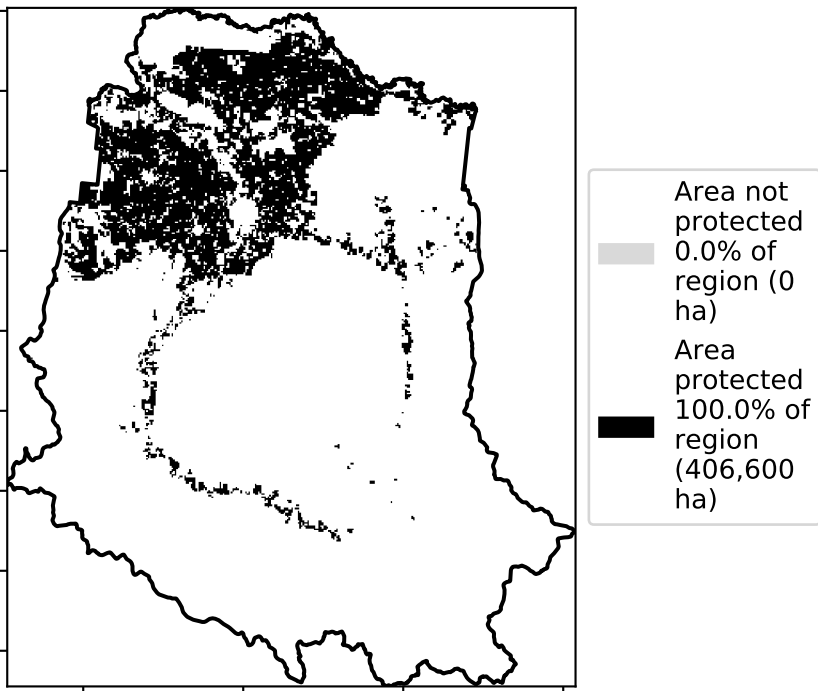 Area not
protected
0.0% of
region (0
ha)
Area
protected
100.0% of
region
(406,600
ha)